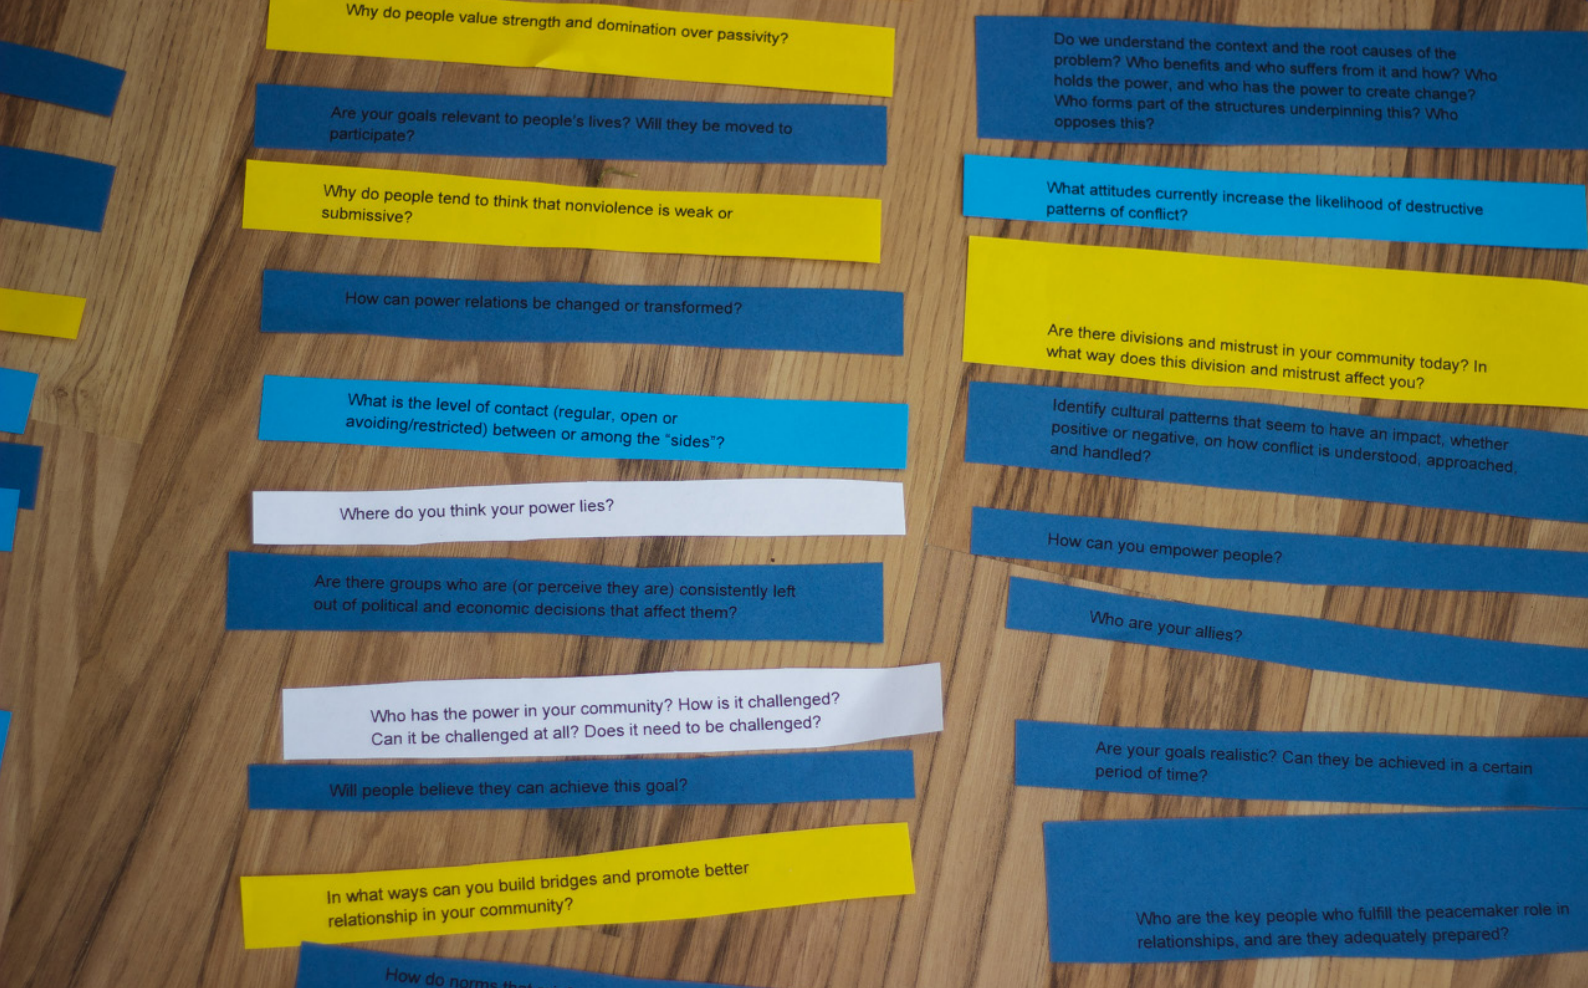 Why do people value strength and domination over passivity?
Are your goals relevant to people's lives? Will they be moved to
participate?
Why do people tend to think that nonviolence is weak or
submissive?
How can power relations be changed or transformed?
What is the level of contact (regular, open or
avoiding/restricted) between or among the “sides”?
Where do you think your power lies?
Are there groups who are (or perceive they are) consistently left
out of political and economic decisions that affect them?
Who has the power in your community? How is it challenged?
Can it be challenged at all? Does it need to be challenged?
Will people believe they can achieve this goal?
In what ways can you build bridges and promote better
relationship in your community?
How do norms
Do we understand the context and the root causes of the
problem? Who benefits and who suffers from it and how? Who
holds the power, and who has the power to create change?
Who forms part of the structures underpinning this? Who
opposes this?
What attitudes currently increase the likelihood of destructive
patterns of conflict?
Are there divisions and mistrust in your community today? In
what way does this division and mistrust affect you?
Identify cultural patterns that seem to have an impact, whether
positive or negative, on how conflict is understood, approached,
and handled?
How can you empower people?
Who are your allies?
Are your goals realistic? Can they be achieved in a certain
period of time?
Who are the key people who fulfill the peacemaker role in
relationships, and are they adequately prepared?